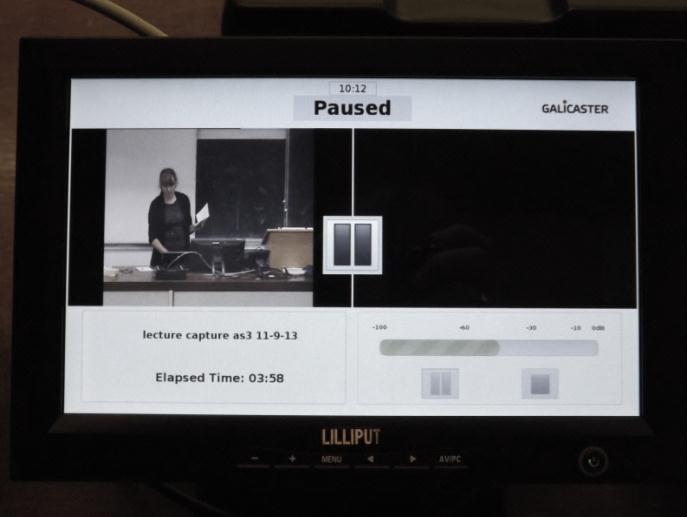 10:12
Paused
GALICASTER
lecture capture as3 11-9-13
Elapsed Time: 03:58
-100 -60 -30 -10 0dB
LILLIPUT
- + MENU AV/PC